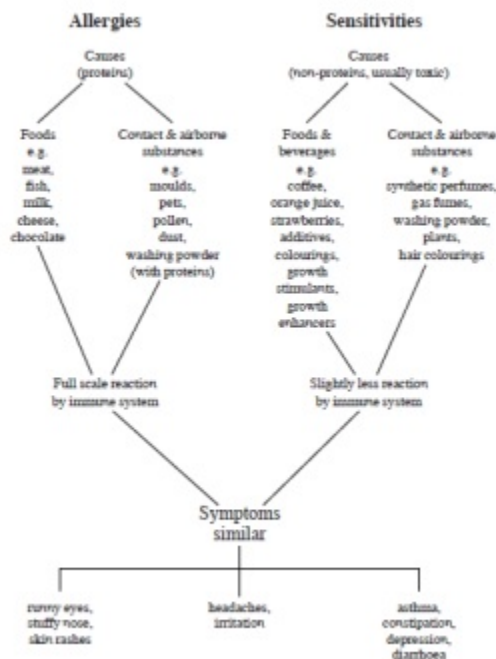 Allergies
Causes
(proteins)
Foods
e.g.
meat,
fish,
milk,
cheese,
chocolate
Contact & airborne
substances
e.g.
moulds,
pets,
pollen,
dust,
washing powder
(with proteins)
Full scale reaction
by immune system
Sensitivities
Causes
(non-proteins, usually toxic)
Foods &
beverages
e.g.
coffee,
orange juice,
strawberries,
additives,
colourings,
growth
stimulants,
growth
enhancers
Contact & airborne
substances
e.g.
synthetic perfumes,
gas fumes,
washing powder,
plants,
hair colourings
Slightly less reaction
by immune system
Symptoms
similar
runny eyes,
stuffy nose,
skin rashes
headaches,
irritation
asthma,
constipation,
depression,
diarrhoea